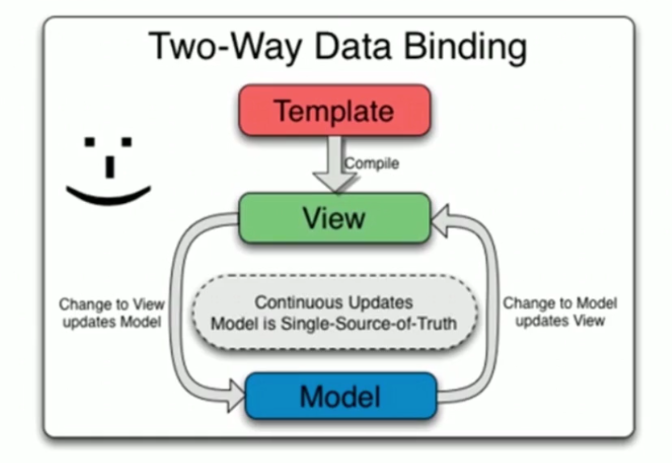 Two-Way Data Binding
Template
Compile
View
Change to View
updates Model
Continuous Updates
Model is Single-Source-of-Truth
Change to Model
updates View
Model